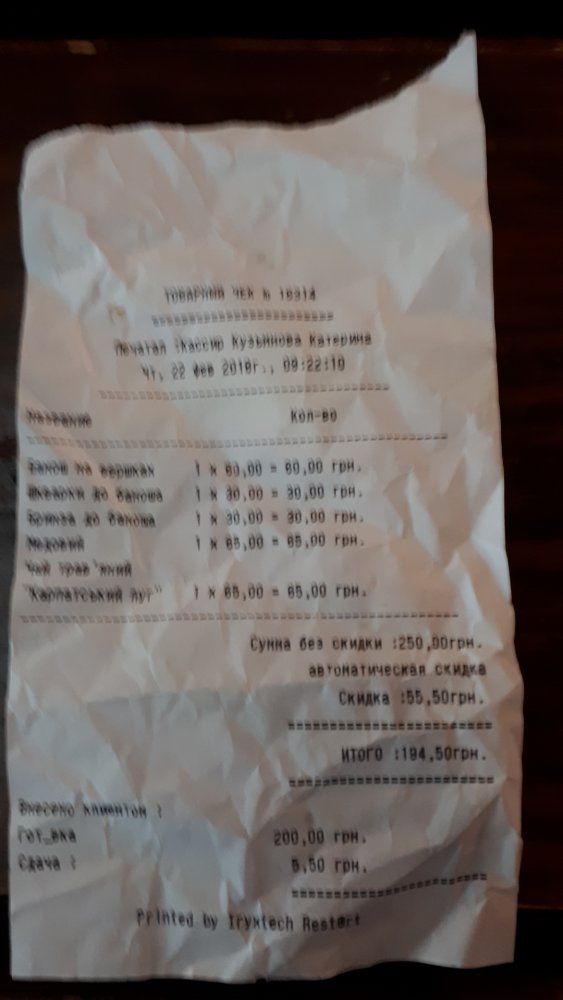 ТОВАРНЫЙ ЧЕК № 16914
Печатал :Кассир Кузьмінова Катерина
Чт, 22 фев 2018г., 09:22:10
Название Кол-во
Банош на вершках 1 x 60,00 = 60,00 грн.
Шкварки до баноша 1 x 30,00 = 30,00 грн.
Бринза до баноша 1 x 30,00 = 30,00 грн.
Медовий 1 x 65,00 = 65,00 грн.
Чай трав'яний
"Карпатський луг" 1 x 65,00 = 65,00 грн.
Сумма без скидки :250,00грн.
автоматическая скидка
Скидка :55,50грн.
ИТОГО :194,50грн.
Внесено клиентом :
Гот_вка 200,00 грн.
Сдача : 5,50 грн.
Printed by